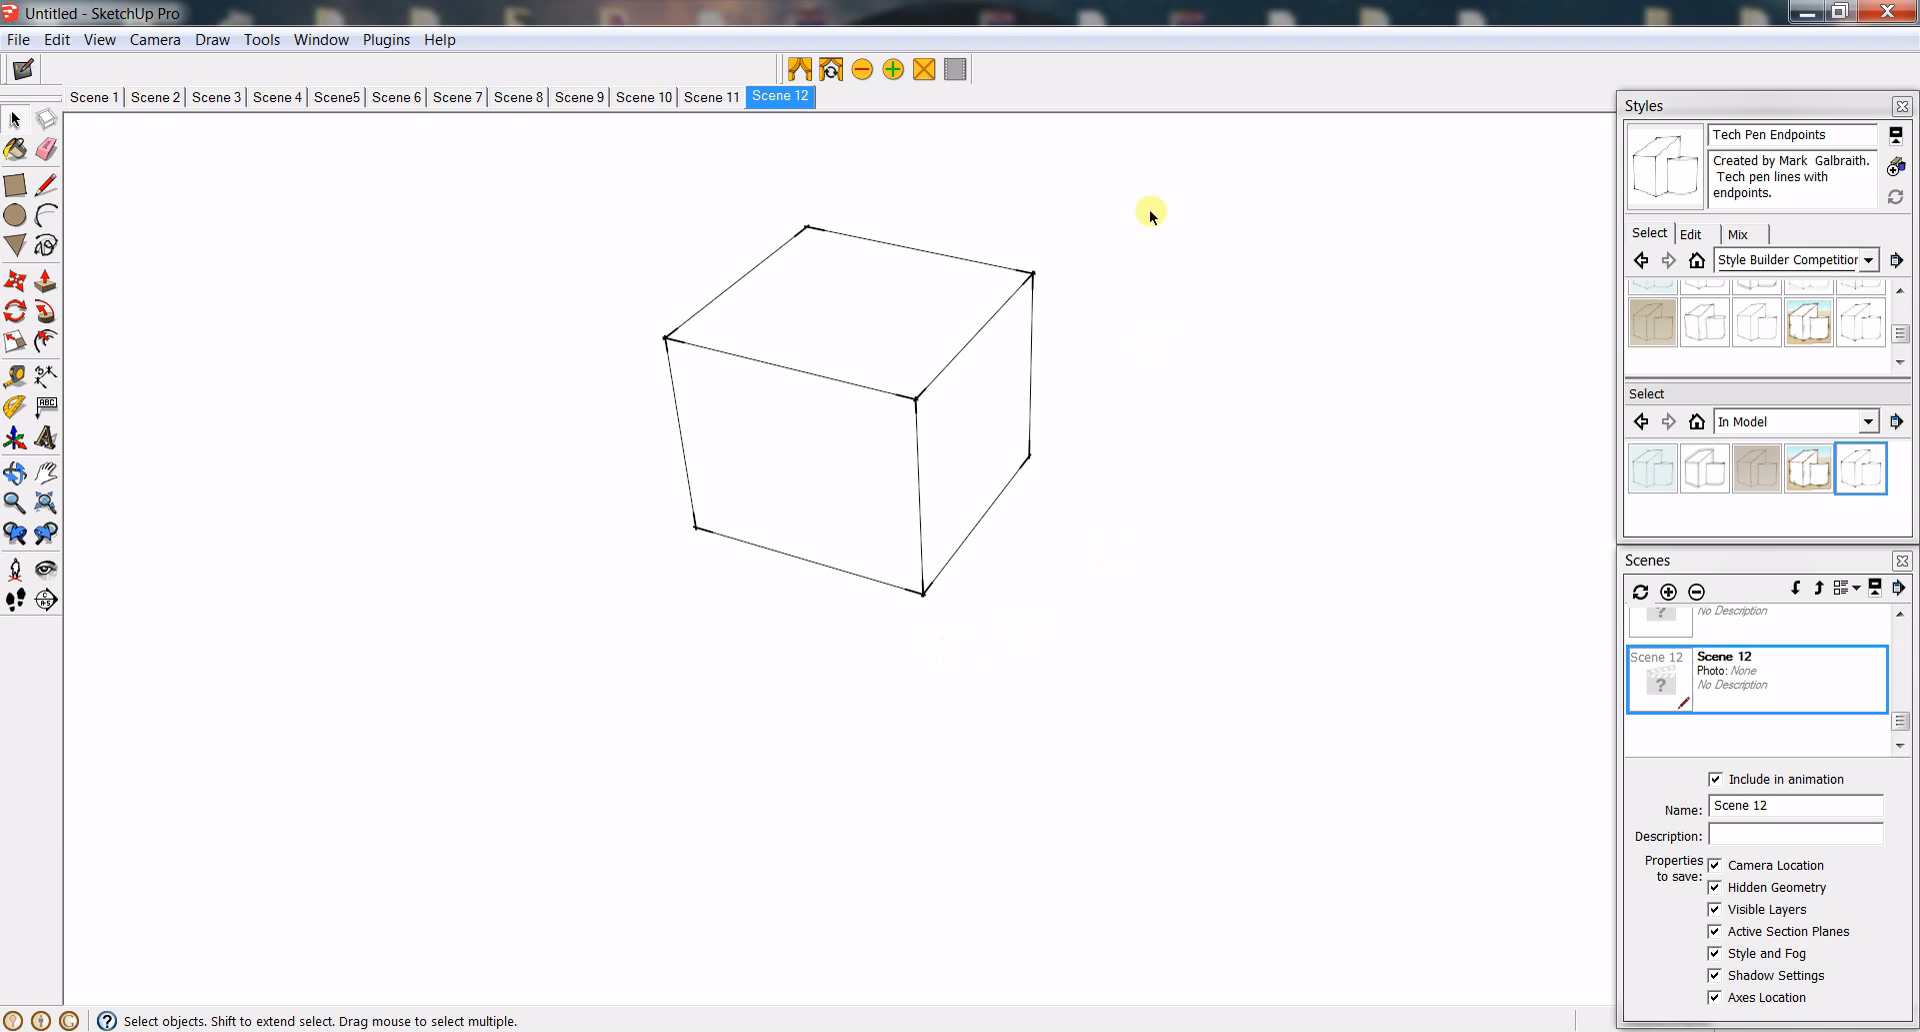 Untitled - SketchUp Pro
File Edit View Camera Draw Tools Window Plugins Help
Scene 1 Scene 2 Scene 3 Scene 4 Scene5 Scene 6 Scene 7 Scene 8 Scene 9 Scene 10 Scene 11 Scene 12
Styles
Tech Pen Endpoints
Created by Mark Galbraith.
Tech pen lines with
endpoints.
Select Edit Mix
Style Builder Competition
Select
In Model
ABC
Scenes
No Description
Scene 12 Scene 12
Photo: None
No Description
Include in animation
Name: Scene 12
Description:
Properties
to save:
Camera Location
Hidden Geometry
Visible Layers
Active Section Planes
Style and Fog
Shadow Settings
Axes Location
Select objects. Shift to extend select. Drag mouse to select multiple.